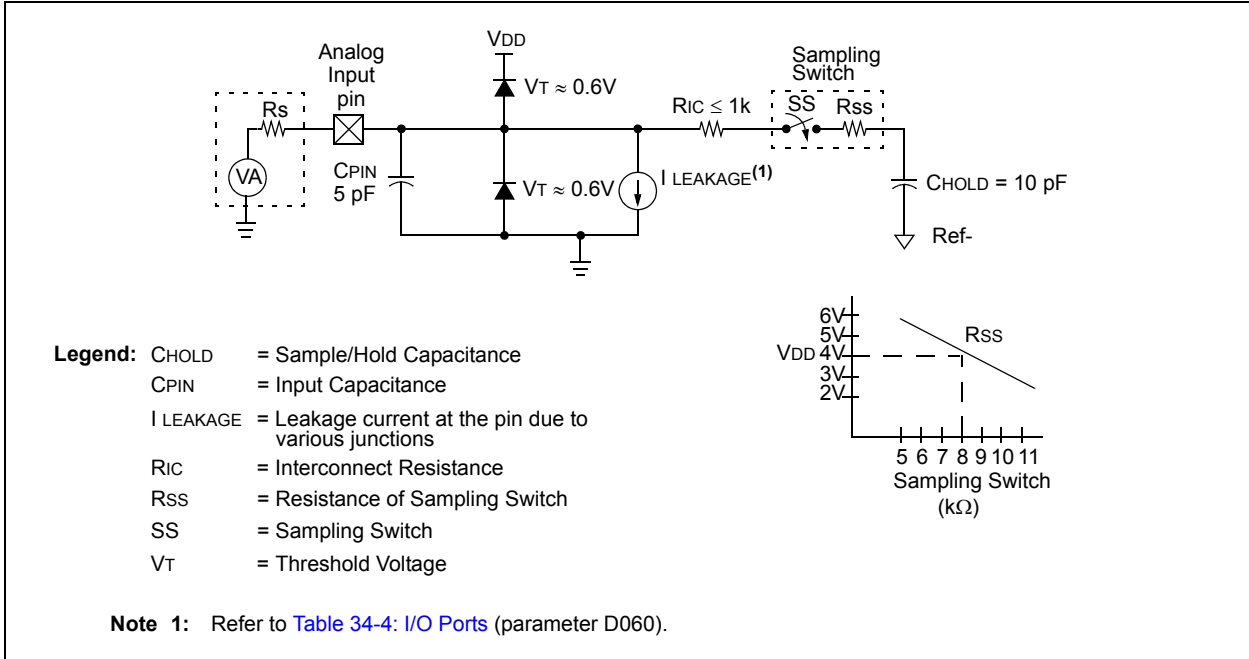 VDD
Analog
Input
pin
Sampling
Switch
VT ≈ 0.6V
Rs
RIC ≤ 1k
SS
Rss
VA
CPIN
5 pF
VT ≈ 0.6V
I LEAKAGE(1)
CHOLD = 10 pF
Ref-
6V
5V
VDD 4V
3V
2V
RSS
5 6 7 8 9 10 11
Sampling Switch
(kΩ)
Legend: CHOLD = Sample/Hold Capacitance
CPIN = Input Capacitance
I LEAKAGE = Leakage current at the pin due to
various junctions
RIC = Interconnect Resistance
RSS = Resistance of Sampling Switch
SS = Sampling Switch
VT = Threshold Voltage
Note 1: Refer to Table 34-4: I/O Ports (parameter D060).